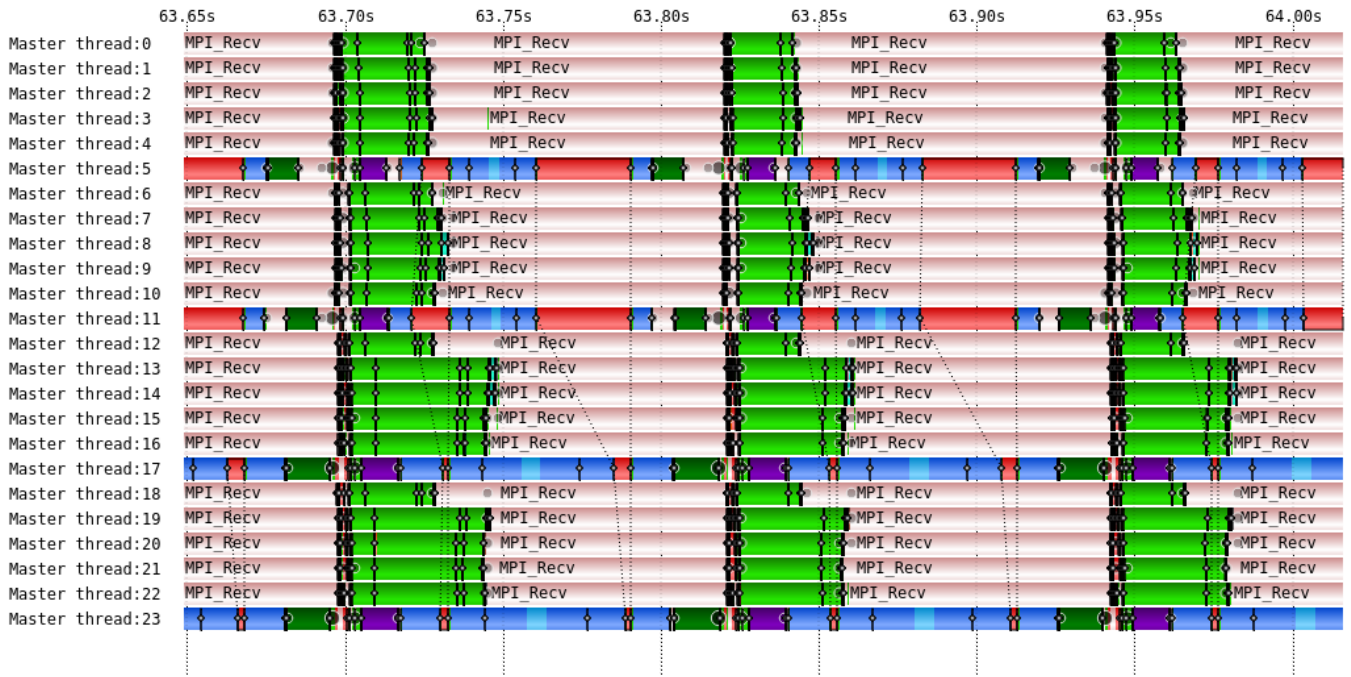 63.65s 63.70s 63.75s 63.80s 63.85s 63.90s 63.95s 64.00s
Master thread:0 MPI_Recv MPI_Recv MPI_Recv MPI_Recv
Master thread:1 MPI_Recv MPI_Recv MPI_Recv MPI_Recv
Master thread:2 MPI_Recv MPI_Recv MPI_Recv MPI_Recv
Master thread:3 MPI_Recv MPI_Recv MPI_Recv MPI_Recv
Master thread:4 MPI_Recv MPI_Recv MPI_Recv MPI_Recv
Master thread:5
Master thread:6 MPI_Recv MPI_Recv MPI_Recv MPI_Recv
Master thread:7 MPI_Recv MPI_Recv MPI_Recv MPI_Recv
Master thread:8 MPI_Recv MPI_Recv MPI_Recv MPI_Recv
Master thread:9 MPI_Recv MPI_Recv MPI_Recv MPI_Recv
Master thread:10 MPI_Recv MPI_Recv MPI_Recv MPI_Recv
Master thread:11
Master thread:12 MPI_Recv MPI_Recv MPI_Recv MPI_Recv
Master thread:13 MPI_Recv MPI_Recv MPI_Recv MPI_Recv
Master thread:14 MPI_Recv MPI_Recv MPI_Recv MPI_Recv
Master thread:15 MPI_Recv MPI_Recv MPI_Recv MPI_Recv
Master thread:16 MPI_Recv MPI_Recv MPI_Recv MPI_Recv
Master thread:17
Master thread:18 MPI_Recv MPI_Recv MPI_Recv MPI_Recv
Master thread:19 MPI_Recv MPI_Recv MPI_Recv MPI_Recv
Master thread:20 MPI_Recv MPI_Recv MPI_Recv MPI_Recv
Master thread:21 MPI_Recv MPI_Recv MPI_Recv MPI_Recv
Master thread:22 MPI_Recv MPI_Recv MPI_Recv MPI_Recv
Master thread:23